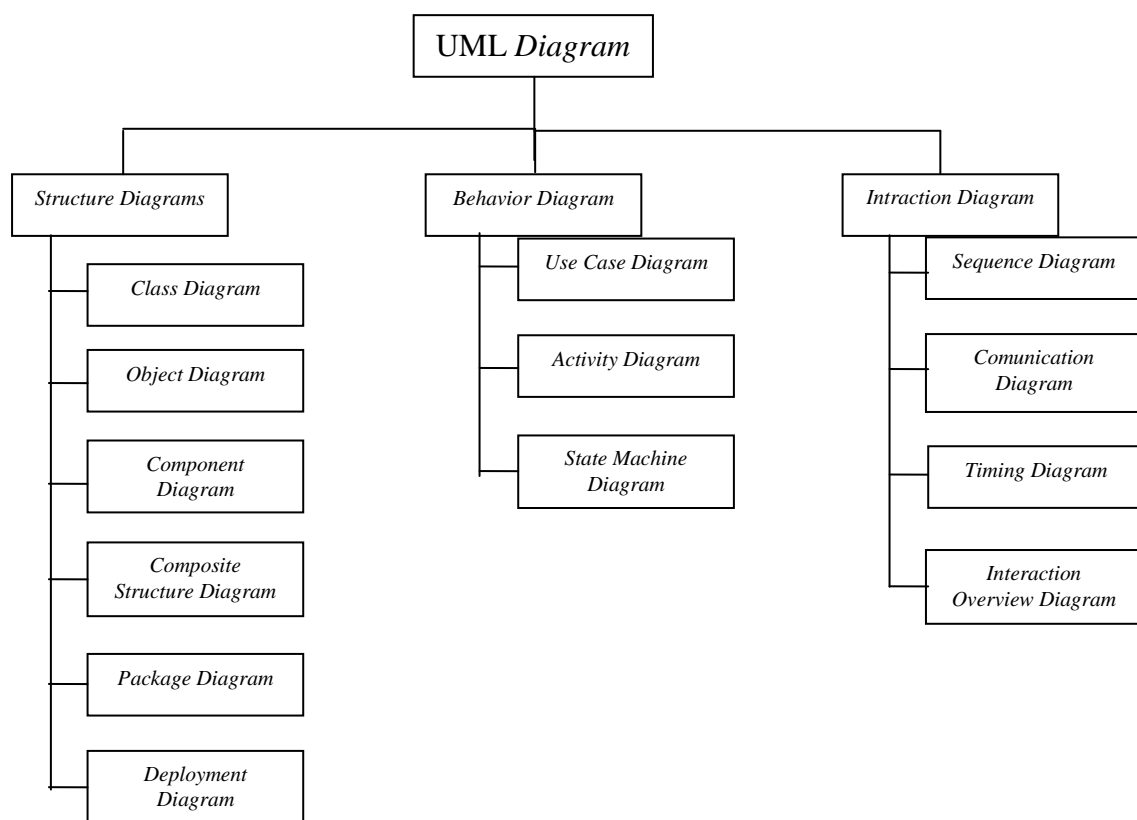 UML Diagram
Structure Diagrams
Behavior Diagram
Intraction Diagram
Class Diagram
Object Diagram
Component
Diagram
Composite
Structure Diagram
Package Diagram
Deployment
Diagram
Use Case Diagram
Activity Diagram
State Machine
Diagram
Sequence Diagram
Comunication
Diagram
Timing Diagram
Interaction
Overview Diagram